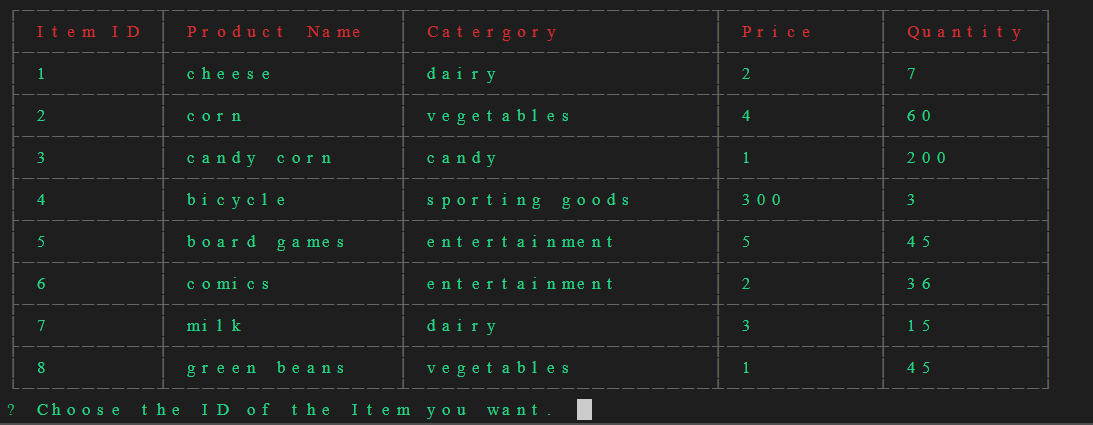 Item ID Product Name Catergory Price Quantity
1 cheese dairy 2 7
2 corn vegetables 4 60
3 candy corn candy 1 200
4 bicycle sporting goods 300 3
5 board games entertainment 5 45
6 comics entertainment 2 36
7 milk dairy 3 15
8 green beans vegetables 1 45
? Choose the ID of the Item you want.